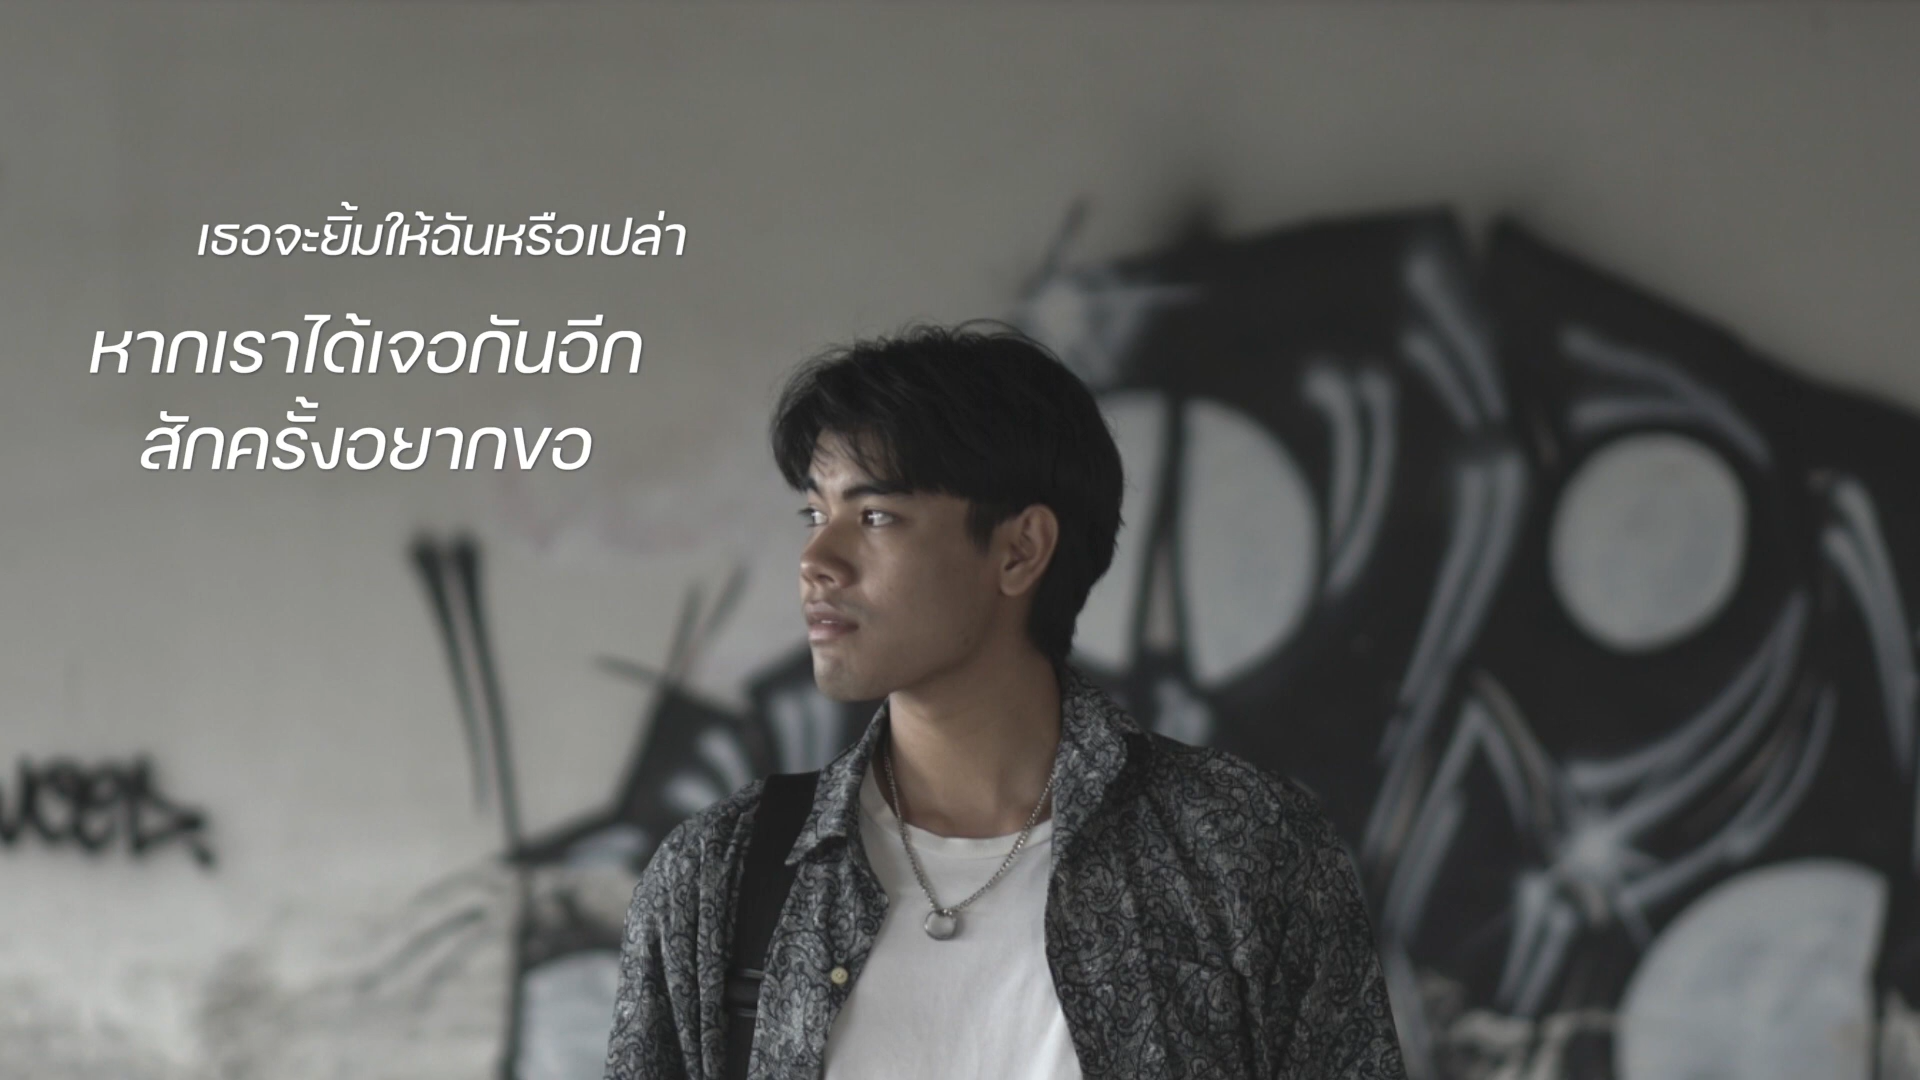 เธอจะยิ้มให้ฉันหรือเปล่า
หากเราได้เจอกันอีก
สักครั้งอยากขอ